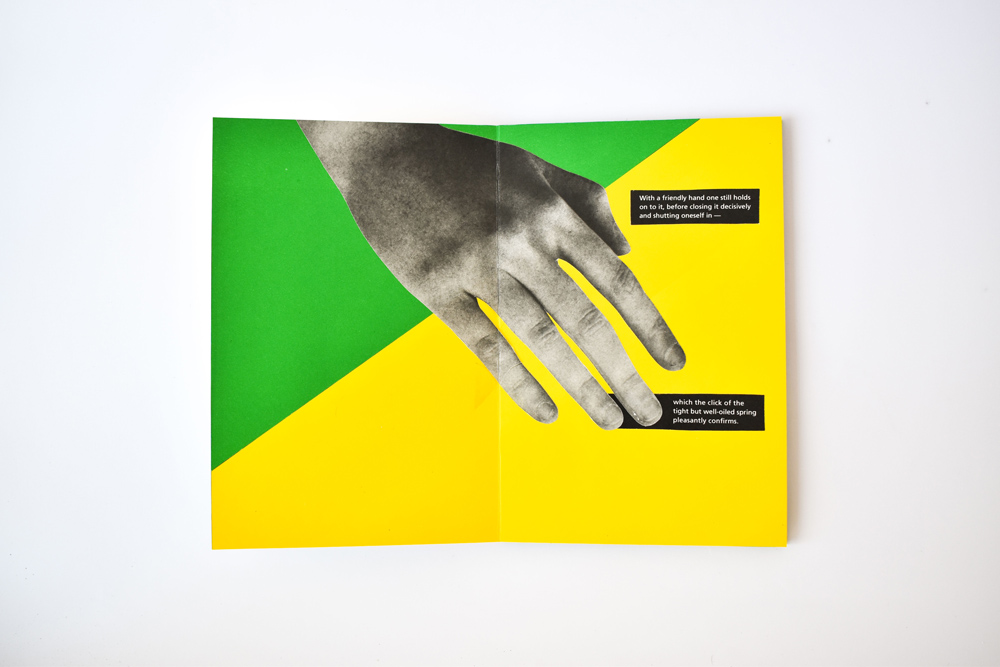 With a friendly hand one still holds
on to it, before closing it decisively
and shutting oneself in —
which the click of the
tight but well-oiled spring
pleasantly confirms.